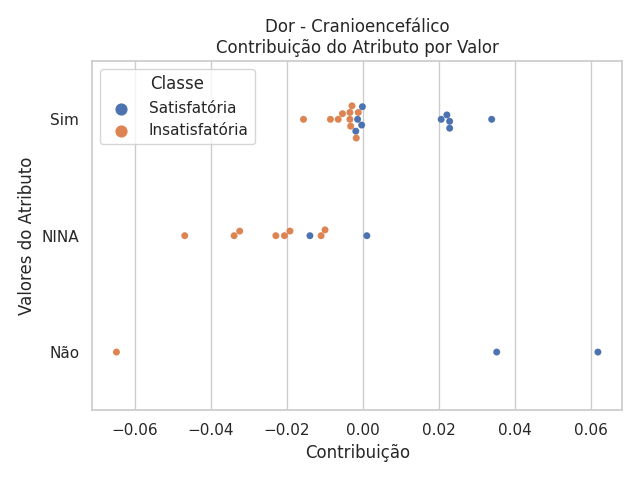 Dor - Cranioencefálico
Contribuição do Atributo por Valor
Classe
Satisfatória
Insatisfatória
Valores do Atributo
Sim
NINA
Não
−0.06 −0.04 −0.02 0.00 0.02 0.04 0.06
Contribuição